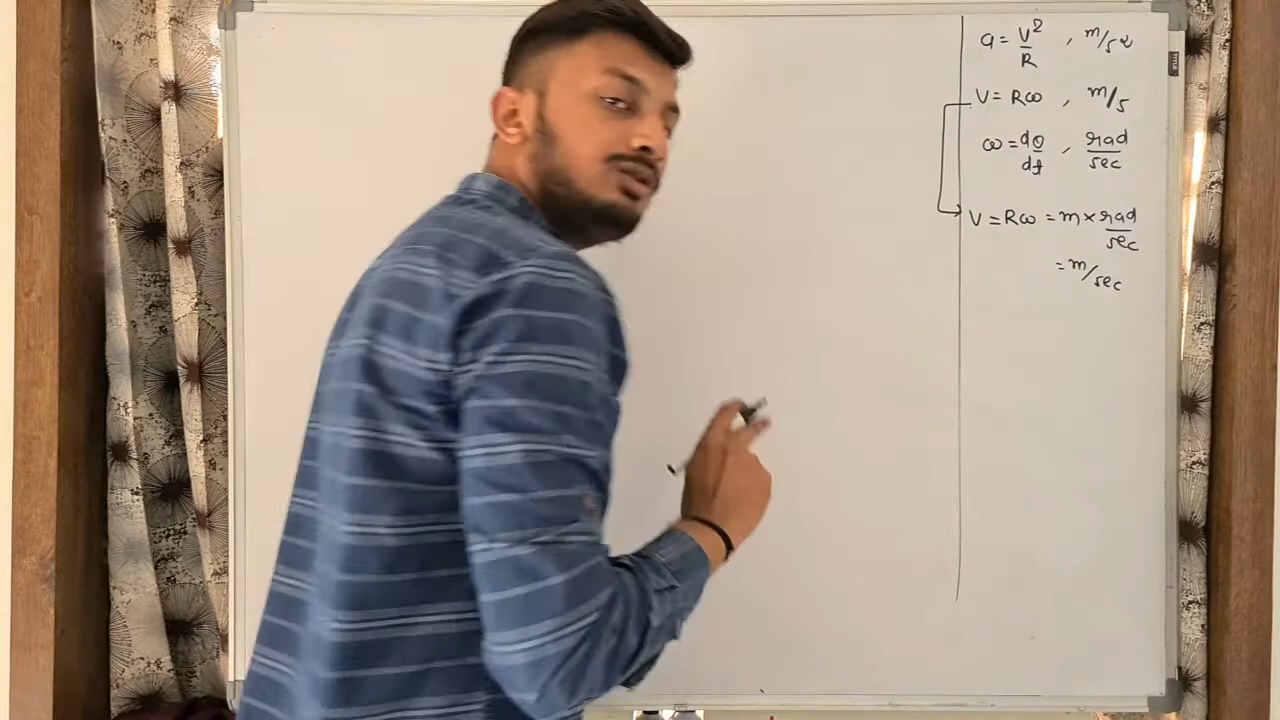 a = V²/R , m/s²
V = Rω , m/s
ω = dθ/dt , rad/sec
V = Rω = m × rad/sec
= m/sec